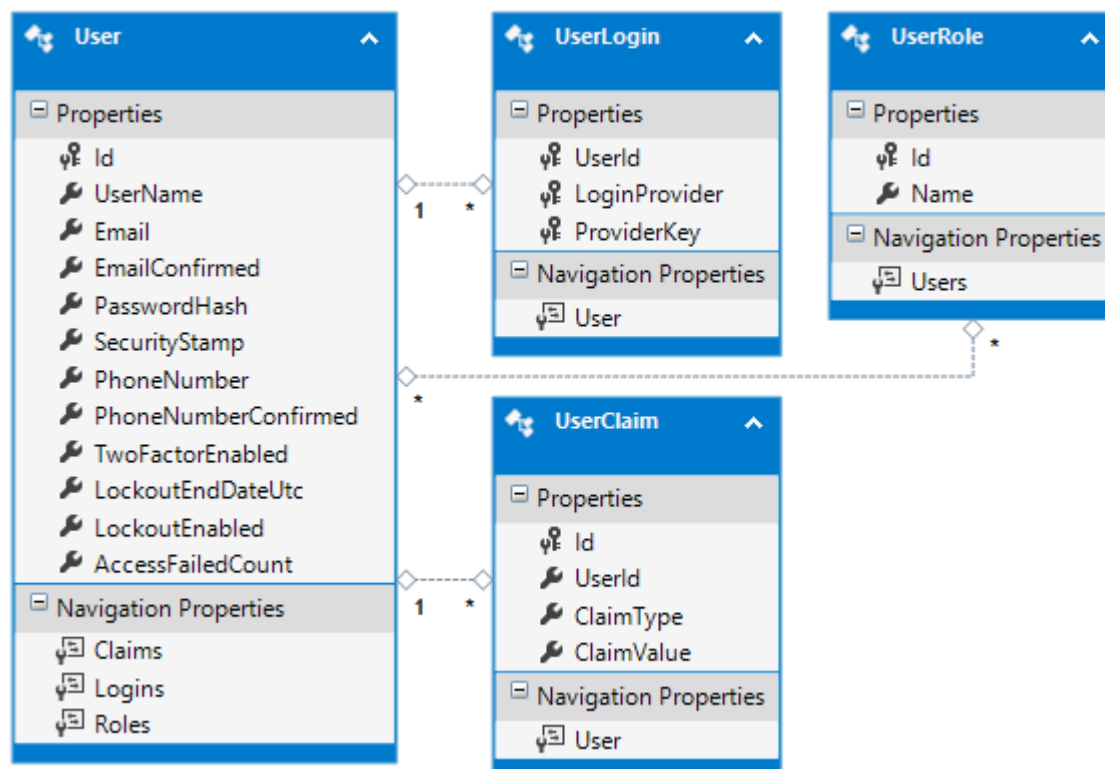 User
Properties
Id
UserName
Email
EmailConfirmed
PasswordHash
SecurityStamp
PhoneNumber
PhoneNumberConfirmed
TwoFactorEnabled
LockoutEndDateUtc
LockoutEnabled
AccessFailedCount
Navigation Properties
Claims
Logins
Roles
1
*
*
1
*
UserLogin
Properties
UserId
LoginProvider
ProviderKey
Navigation Properties
User
UserClaim
Properties
Id
UserId
ClaimType
ClaimValue
Navigation Properties
User
UserRole
Properties
Id
Name
Navigation Properties
Users
*